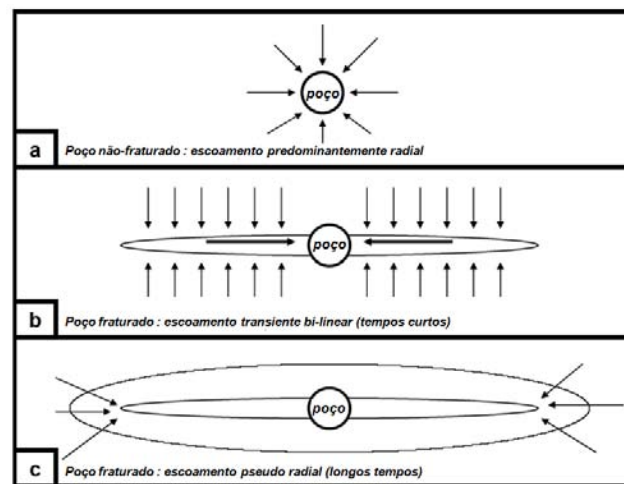 poço
a
Poço não-fraturado : escoamento predominantemente radial
poço
b
Poço fraturado : escoamento transiente bi-linear (tempos curtos)
poço
c
Poço fraturado : escoamento pseudo radial (longos tempos)